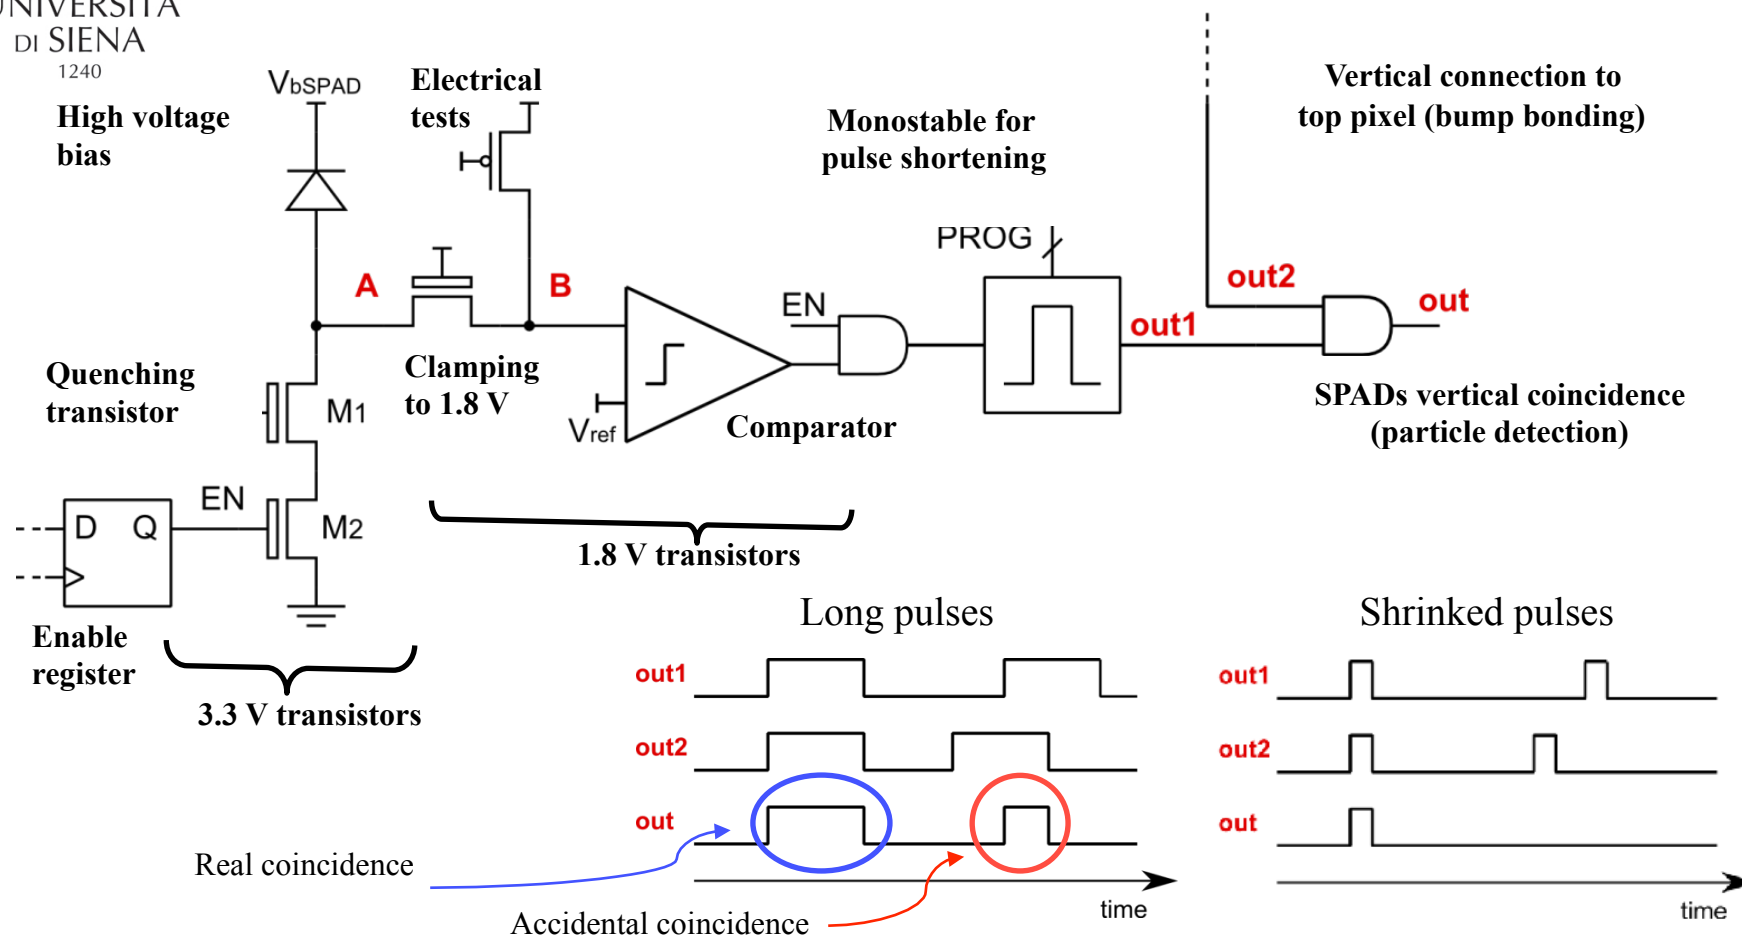 UNIVERSITÀ
DI SIENA
1240
High voltage
bias
VbSPAD
Electrical
tests
Monostable for
pulse shortening
Vertical connection to
top pixel (bump bonding)
PROG
A
B
EN
out2
out
out1
Quenching
transistor
M1
Clamping
to 1.8 V
Vref
Comparator
SPADs vertical coincidence
(particle detection)
EN
D Q
M2
1.8 V transistors
Enable
register
3.3 V transistors
Long pulses
out1
out2
out
time
Real coincidence
Accidental coincidence
Shrinked pulses
out1
out2
out
time